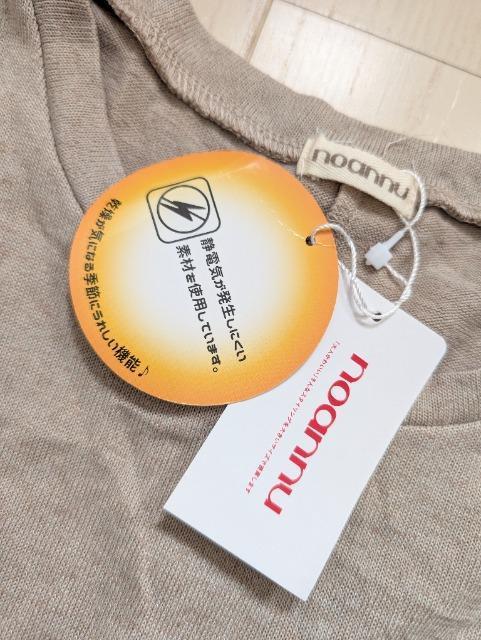 noannu
静電気が発生しにくい
素材を使用しています。
乾燥が気になる季節にうれしい機能♪
noannu